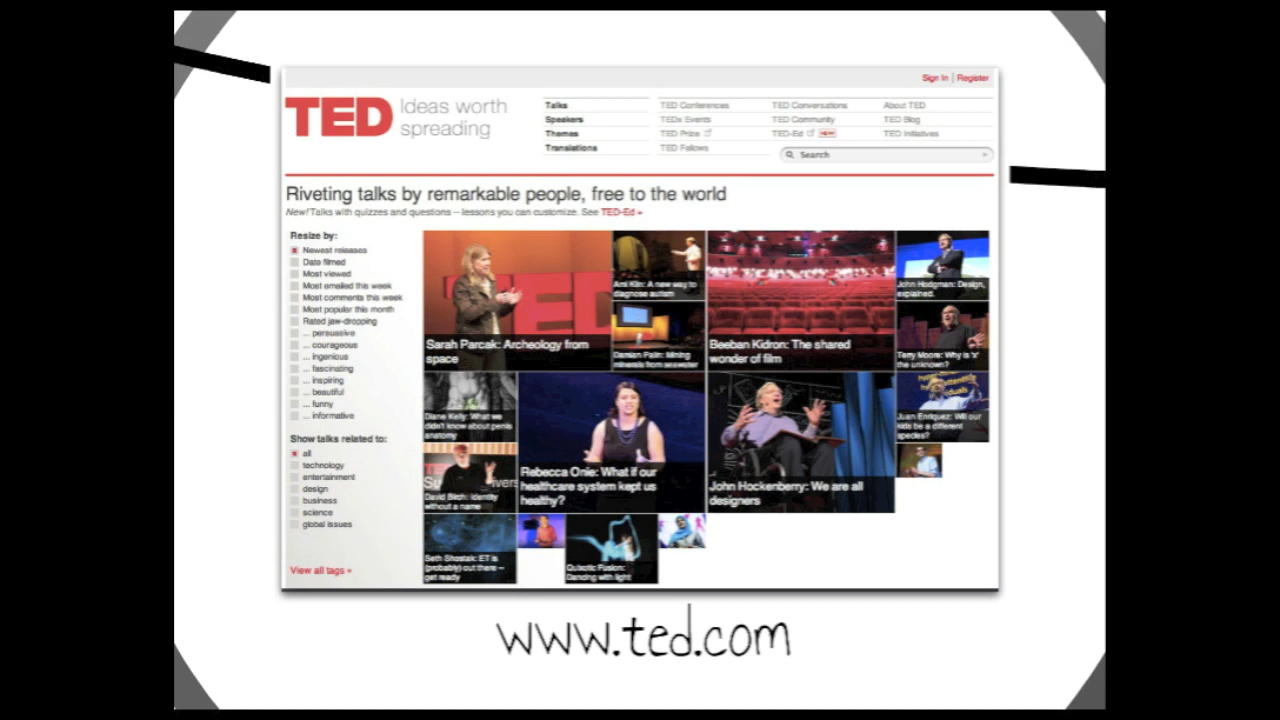 Sign In | Register
TED Ideas worth
spreading
Talks
Speakers
Themes
Translations
TED Conferences
TEDx Events
TED Prize
TED Fellows
TED Conversations
TED Community
TED-Ed NEW!
About TED
TED Blog
TED Initiatives
Search
Riveting talks by remarkable people, free to the world
New! Talks with quizzes and questions – lessons you can customize. See TED-Ed »
Resize by:
Newest releases
Date filmed
Most viewed
Most emailed this week
Most comments this week
Most popular this month
Rated jaw-dropping
... persuasive
... courageous
... ingenious
... fascinating
... inspiring
... beautiful
... funny
... informative
Show talks related to:
all
technology
entertainment
design
business
science
global issues
View all tags »
TED
Sarah Parcak: Archeology from
space
Ami Klin: A new way to
diagnose autism
Damian Palin: Mining
minerals from seawater
Beeban Kidron: The shared
wonder of film
John Hodgman: Design,
explained.
Terry Moore: Why is 'x'
the unknown?
Diane Kelly: What we
didn't know about penis
anatomy
David Birch: Identity
without a name
Rebecca Onie: What if our
healthcare system kept us
healthy?
John Hockenberry: We are all
designers
Juan Enriquez: Will our
kids be a different
species?
Seth Shostak: ET is
(probably) out there –
get ready
Quixotic Fusion:
Dancing with light
www.ted.com